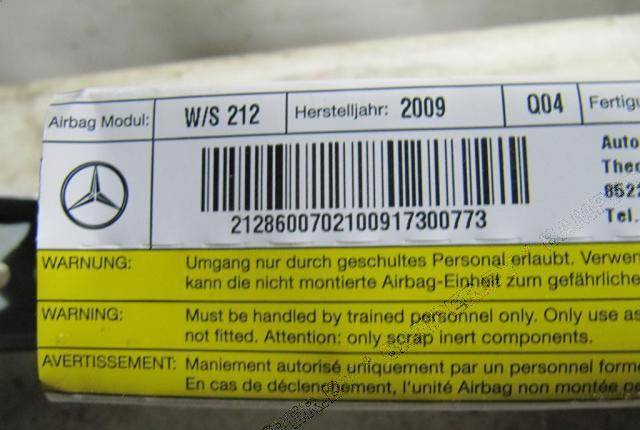 Airbag Modul: W/S 212 Herstelljahr: 2009 Q04 Fertigu
Auto
Theo
8522
Tel.
2128600702100917300773
WARNUNG: Umgang nur durch geschultes Personal erlaubt. Verwen
kann die nicht montierte Airbag-Einheit zum gefährliche
WARNING: Must be handled by trained personnel only. Only use as
not fitted. Attention: only scrap inert components.
AVERTISSEMENT: Maniement autorisé uniiquement par un personnel forme
En cas de déclenchement, l'unité Airbag non montée pe